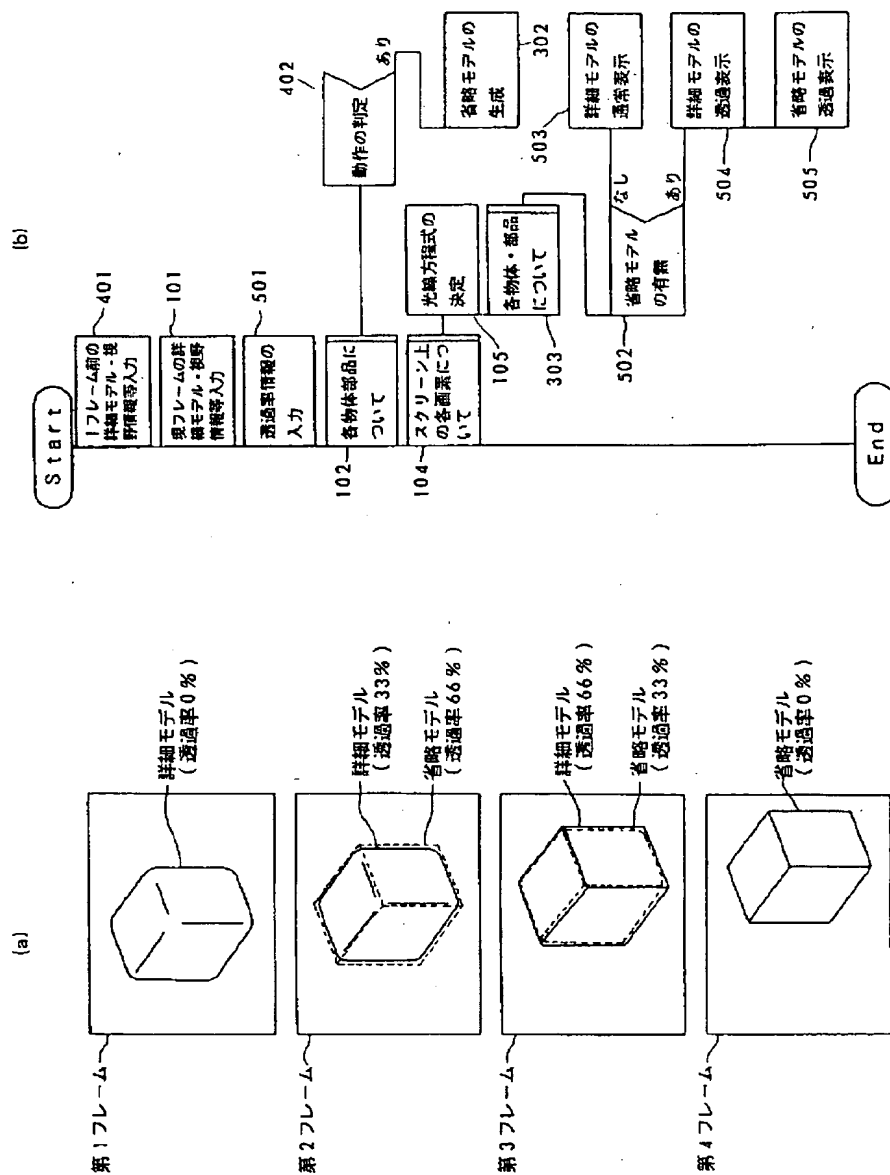 (a)
第1フレーム
詳細モデル
(透過率0%)
第2フレーム
詳細モデル
(透過率33%)
省略モデル
(透過率66%)
第3フレーム
詳細モデル
(透過率66%)
省略モデル
(透過率33%)
第4フレーム
省略モデル
(透過率0%)
(b)
Start
1フレーム前の
詳細モデル・視
野情報等入力
401
現フレームの詳
細モデル・視野
情報等入力
101
透過率情報の
入力
501
各物体部品に
ついて
102
動作の判定
402
あり
省略モデルの
生成
302
スクリーン上
の各画素につ
いて
104
光線方程式の
決定
105
各物体・部品
について
303
省略モデル
の有無
502
なし
あり
詳細モデルの
通常表示
503
詳細モデルの
透過表示
504
省略モデルの
透過表示
505
End